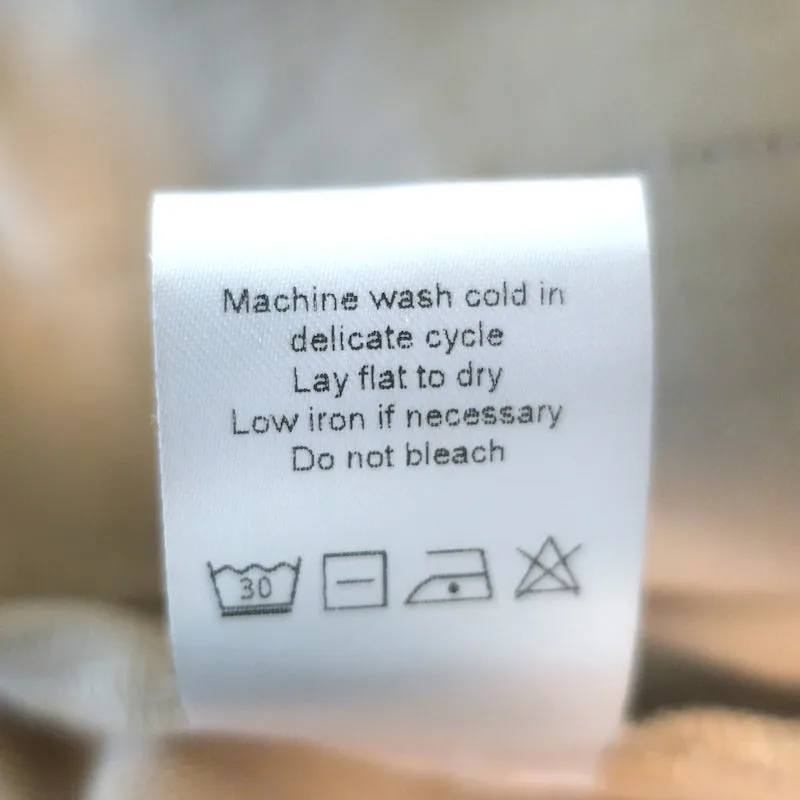 Machine wash cold in
delicate cycle
Lay flat to dry
Low iron if necessary
Do not bleach
30